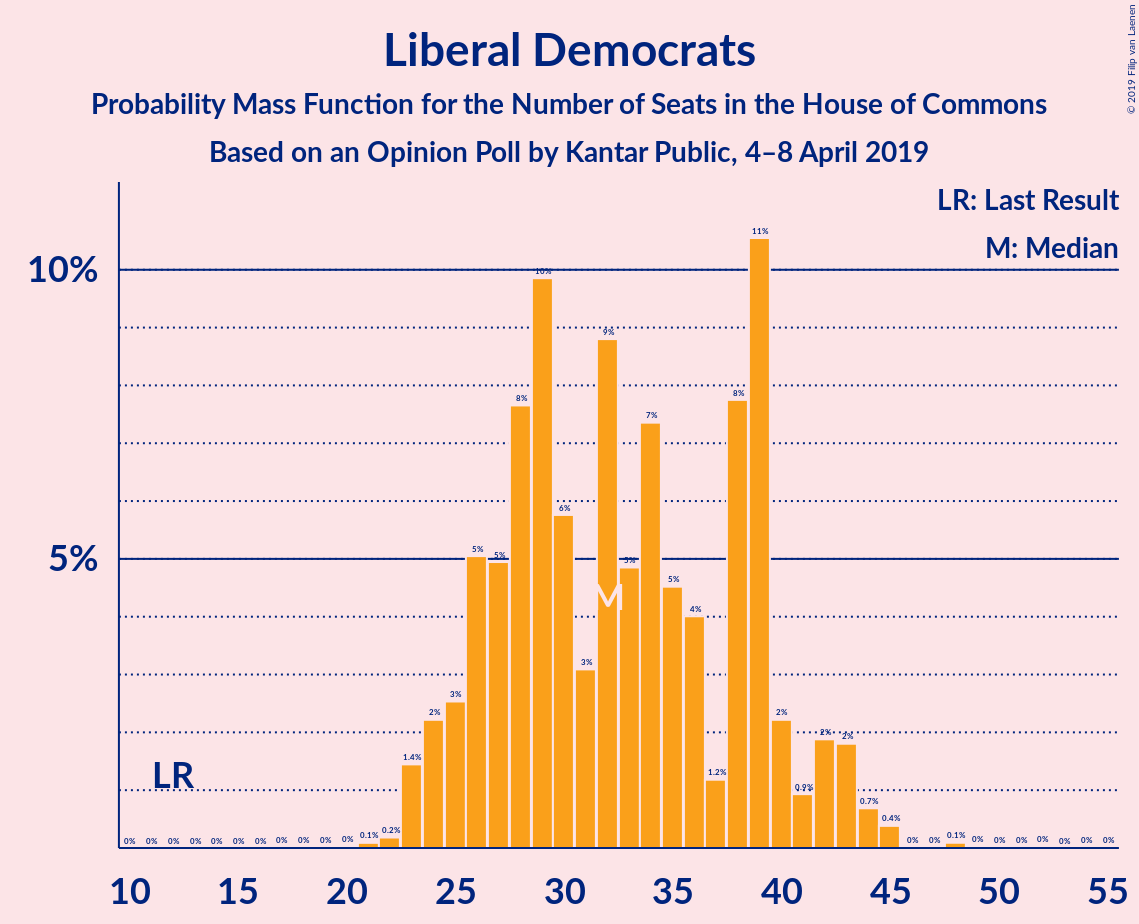 Liberal Democrats
Probability Mass Function for the Number of Seats in the House of Commons
Based on an Opinion Poll by Kantar Public, 4–8 April 2019
© 2019 Filip van Laenen
LR: Last Result
M: Median
10%
5%
0% 0% 0% 0% 0% 0% 0% 0% 0% 0% 0% 0.1% 0.2% 1.4% 2% 3% 5% 5% 8% 10% 6% 3% 9% 5% 7% 5% 4% 1.2% 8% 11% 2% 0.9% 2% 2% 0.7% 0.4% 0% 0% 0.1% 0% 0% 0% 0% 0% 0% 0%
M
LR
10 15 20 25 30 35 40 45 50 55